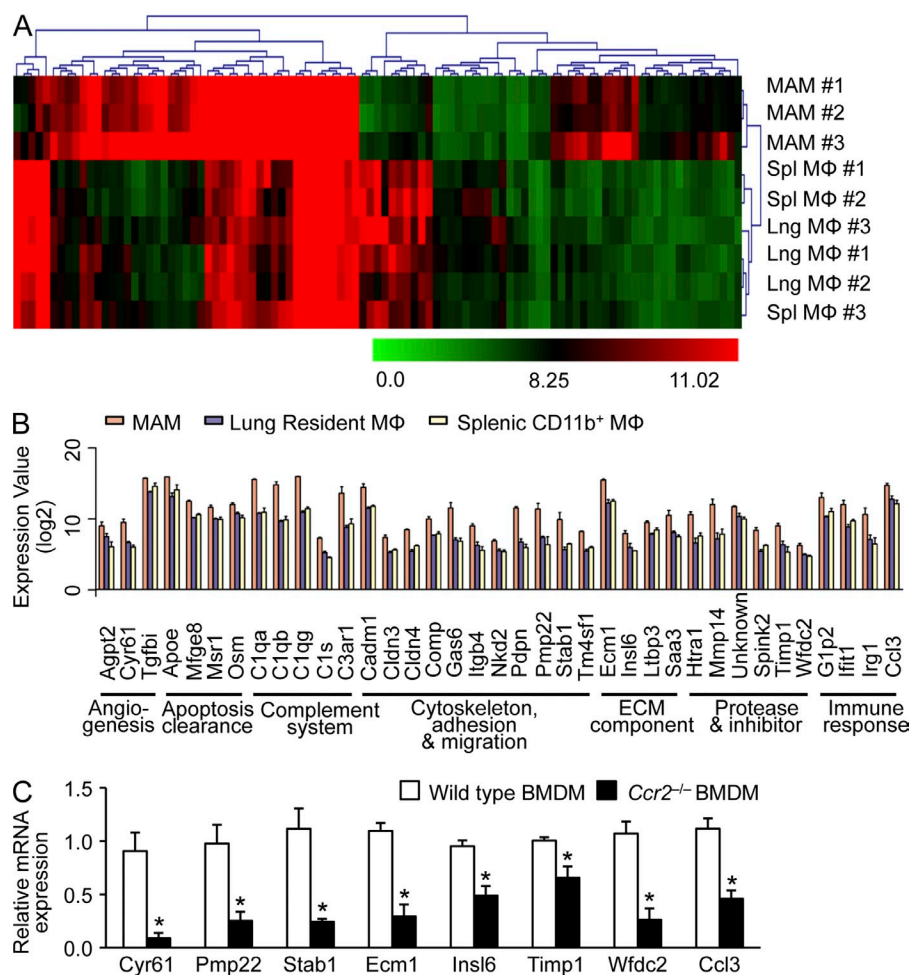 A
MAM #1
MAM #2
MAM #3
Spl MΦ #1
Spl MΦ #2
Lng MΦ #3
Lng MΦ #1
Lng MΦ #2
Spl MΦ #3
0.0 8.25 11.02
B
MAM Lung Resident MΦ Splenic CD11b+ MΦ
Expression Value
(log2)
20
10
0
Agpt2
Cyr61
Tgfbi
Apoe
Mfge8
Msr1
Osm
C1qa
C1qb
C1qg
C1s
C3ar1
Cadm1
Cldn3
Cldn4
Comp
Gas6
Itgb4
Nkd2
Pdpn
Pmp22
Stab1
Tm4sf1
Ecm1
Insl6
Ltbp3
Saa3
Htra1
Mmp14
Unknown
Spink2
Timp1
Wfdc2
G1p2
Ifit1
Irg1
Ccl3
Angio-
genesis
Apoptosis
clearance
Complement
system
Cytoskeleton,
adhesion
& migration
ECM
component
Protease
& inhibitor
Immune
response
C
Wild type BMDM Ccr2–/– BMDM
Relative mRNA
expression
1.5
1.0
0.5
0.0
* * * * * * * *
Cyr61 Pmp22 Stab1 Ecm1 Insl6 Timp1 Wfdc2 Ccl3